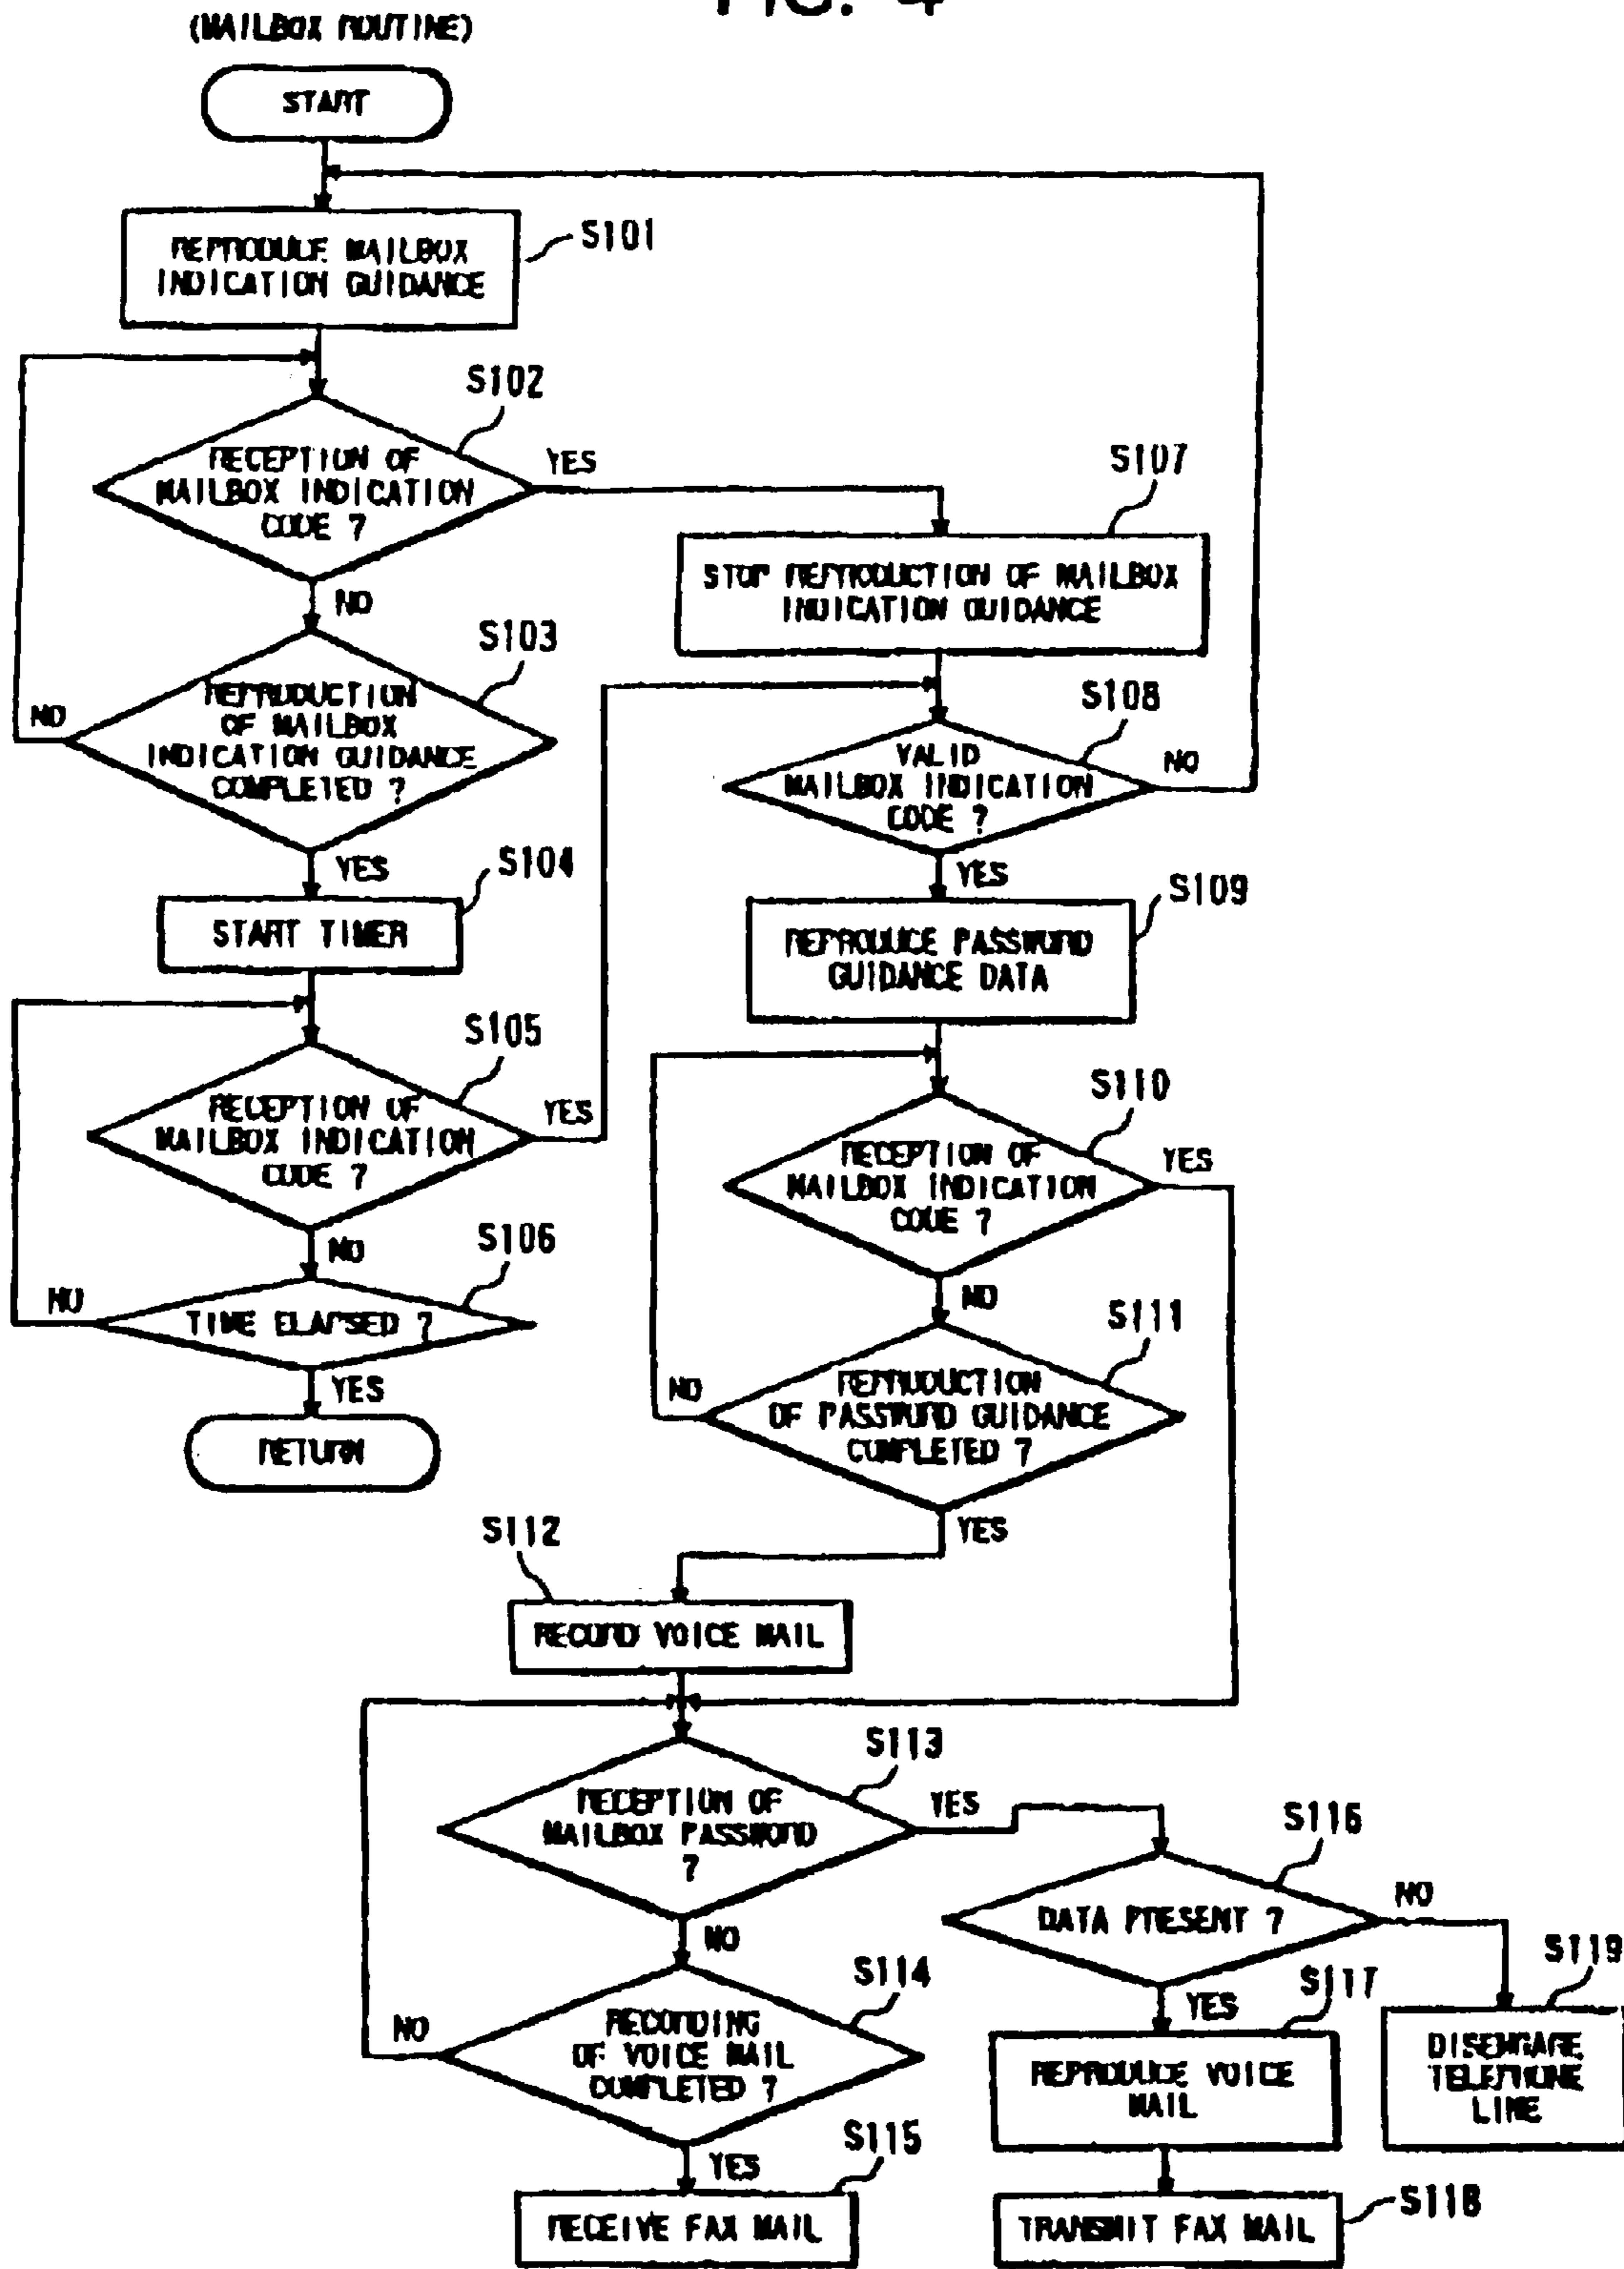 FIG. 4
(MAILBOX ROUTINE)
START
REPRODUCE MAILBOX
INDICATION GUIDANCE
S101
S102
RECEPTION OF
MAILBOX INDICATION
CODE ?
YES
NO
S103
REPRODUCTION
OF MAILBOX
INDICATION GUIDANCE
COMPLETED ?
NO
YES
S104
START TIMER
S105
RECEPTION OF
MAILBOX INDICATION
CODE ?
YES
NO
S106
TIME ELAPSED ?
NO
YES
RETURN
S107
STOP REPRODUCTION OF MAILBOX
INDICATION GUIDANCE
S108
VALID
MAILBOX INDICATION
CODE ?
NO
YES
S109
REPRODUCE PASSWORD
GUIDANCE DATA
S110
RECEPTION OF
MAILBOX INDICATION
CODE ?
YES
NO
S111
REPRODUCTION
OF PASSWORD GUIDANCE
COMPLETED ?
NO
YES
S112
RECORD VOICE MAIL
S113
RECEPTION OF
MAILBOX PASSWORD
?
YES
NO
S114
RECORDING
OF VOICE MAIL
COMPLETED ?
NO
YES
S115
RECEIVE FAX MAIL
S116
DATA PRESENT ?
NO
YES
S117
REPRODUCE VOICE
MAIL
S118
TRANSMIT FAX MAIL
S119
DISENGARE
TELEPHONE
LINE